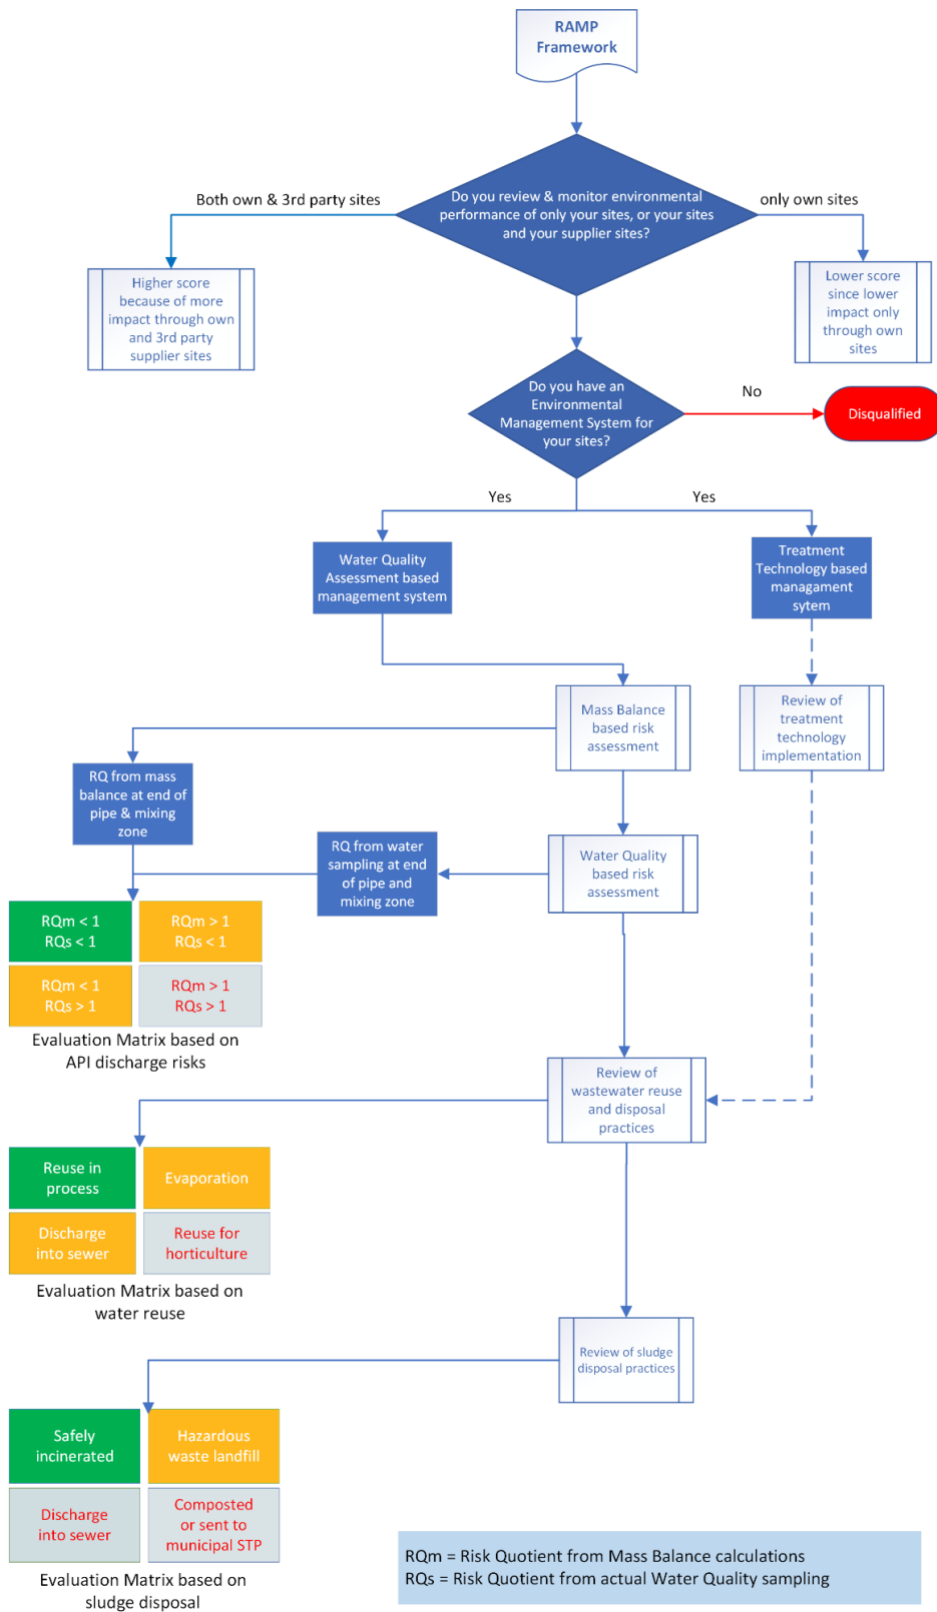 RAMP
Framework
Do you review & monitor environmental
performance of only your sites, or your sites
and your supplier sites?
Both own & 3rd party sites
only own sites
Higher score
because of more
impact through own
and 3rd party
supplier sites
Lower score
since lower
impact only
through own
sites
Do you have an
Environmental
Management System for
your sites?
No
Disqualified
Yes
Yes
Water Quality
Assessment based
management system
Treatment
Technology based
managament
sytem
Mass Balance
based risk
assessment
Review of
treatment
technology
implementation
RQ from mass
balance at end of
pipe & mixing
zone
RQ from water
sampling at end
of pipe and
mixing zone
Water Quality
based risk
assessment
RQm < 1
RQs < 1
RQm > 1
RQs < 1
RQm < 1
RQs > 1
RQm > 1
RQs > 1
Evaluation Matrix based on
API discharge risks
Review of
wastewater reuse
and disposal
practices
Reuse in
process
Evaporation
Discharge
into sewer
Reuse for
horticulture
Evaluation Matrix based on
water reuse
Review of sludge
disposal practices
Safely
incinerated
Hazardous
waste landfill
Discharge
into sewer
Composted
or sent to
municipal STP
Evaluation Matrix based on
sludge disposal
RQm = Risk Quotient from Mass Balance calculations
RQs = Risk Quotient from actual Water Quality sampling